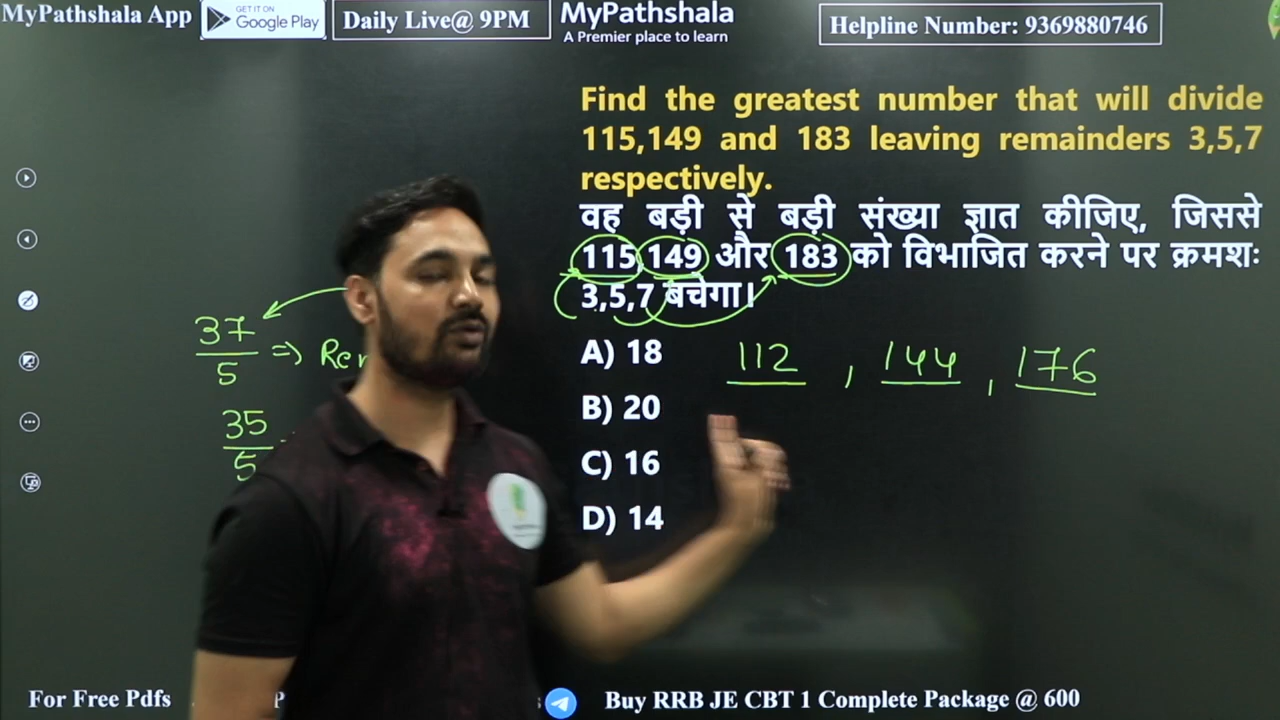 MyPathshala App
GET IT ON
Google Play
Daily Live@ 9PM
MyPathshala
A Premier place to learn
Helpline Number: 9369880746
Find the greatest number that will divide
115,149 and 183 leaving remainders 3,5,7
respectively.
वह बड़ी से बड़ी संख्या ज्ञात कीजिए, जिससे
115,149 और 183 को विभाजित करने पर क्रमशः
3,5,7 बचेगा।
37
5
=> Rer
35
5
A) 18
B) 20
C) 16
D) 14
112 , 144 , 176
For Free Pdfs
Buy RRB JE CBT 1 Complete Package @ 600